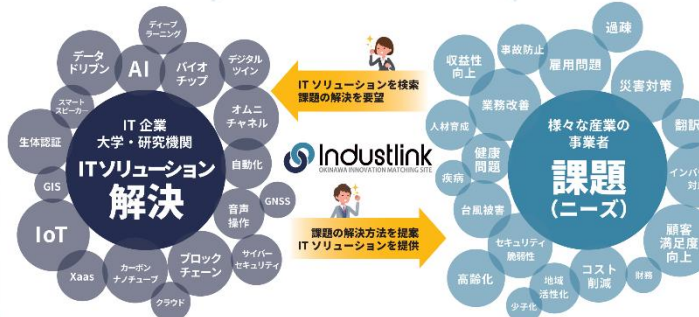 ディープ
ラーニング
データ
ドリブン
AI
バイオ
チップ
デジタル
ツイン
スマート
スピーカー
オムニ
チャネル
生体認証
IT 企業
大学・研究機関
ITソリューション
解決
自動化
GIS
音声
操作
GNSS
IoT
Xaas
カーボン
ナノチューブ
ブロック
チェーン
サイバー
セキュリティ
クラウド
IT ソリューションを検索
課題の解決を要望
Industlink
OKINAWA INNOVATION MATCHING SITE
課題の解決方法を提案
IT ソリューションを提供
過疎
事故防止
収益性
向上
雇用問題
災害対策
業務改善
人材育成
翻訳
様々な産業の
事業者
課題
（ニーズ）
健康
問題
疾病
インバ
対
台風被害
セキュリティ
脆弱性
顧客
満足度
向上
高齢化
地域
活性化
コスト
削減
財務
少子化